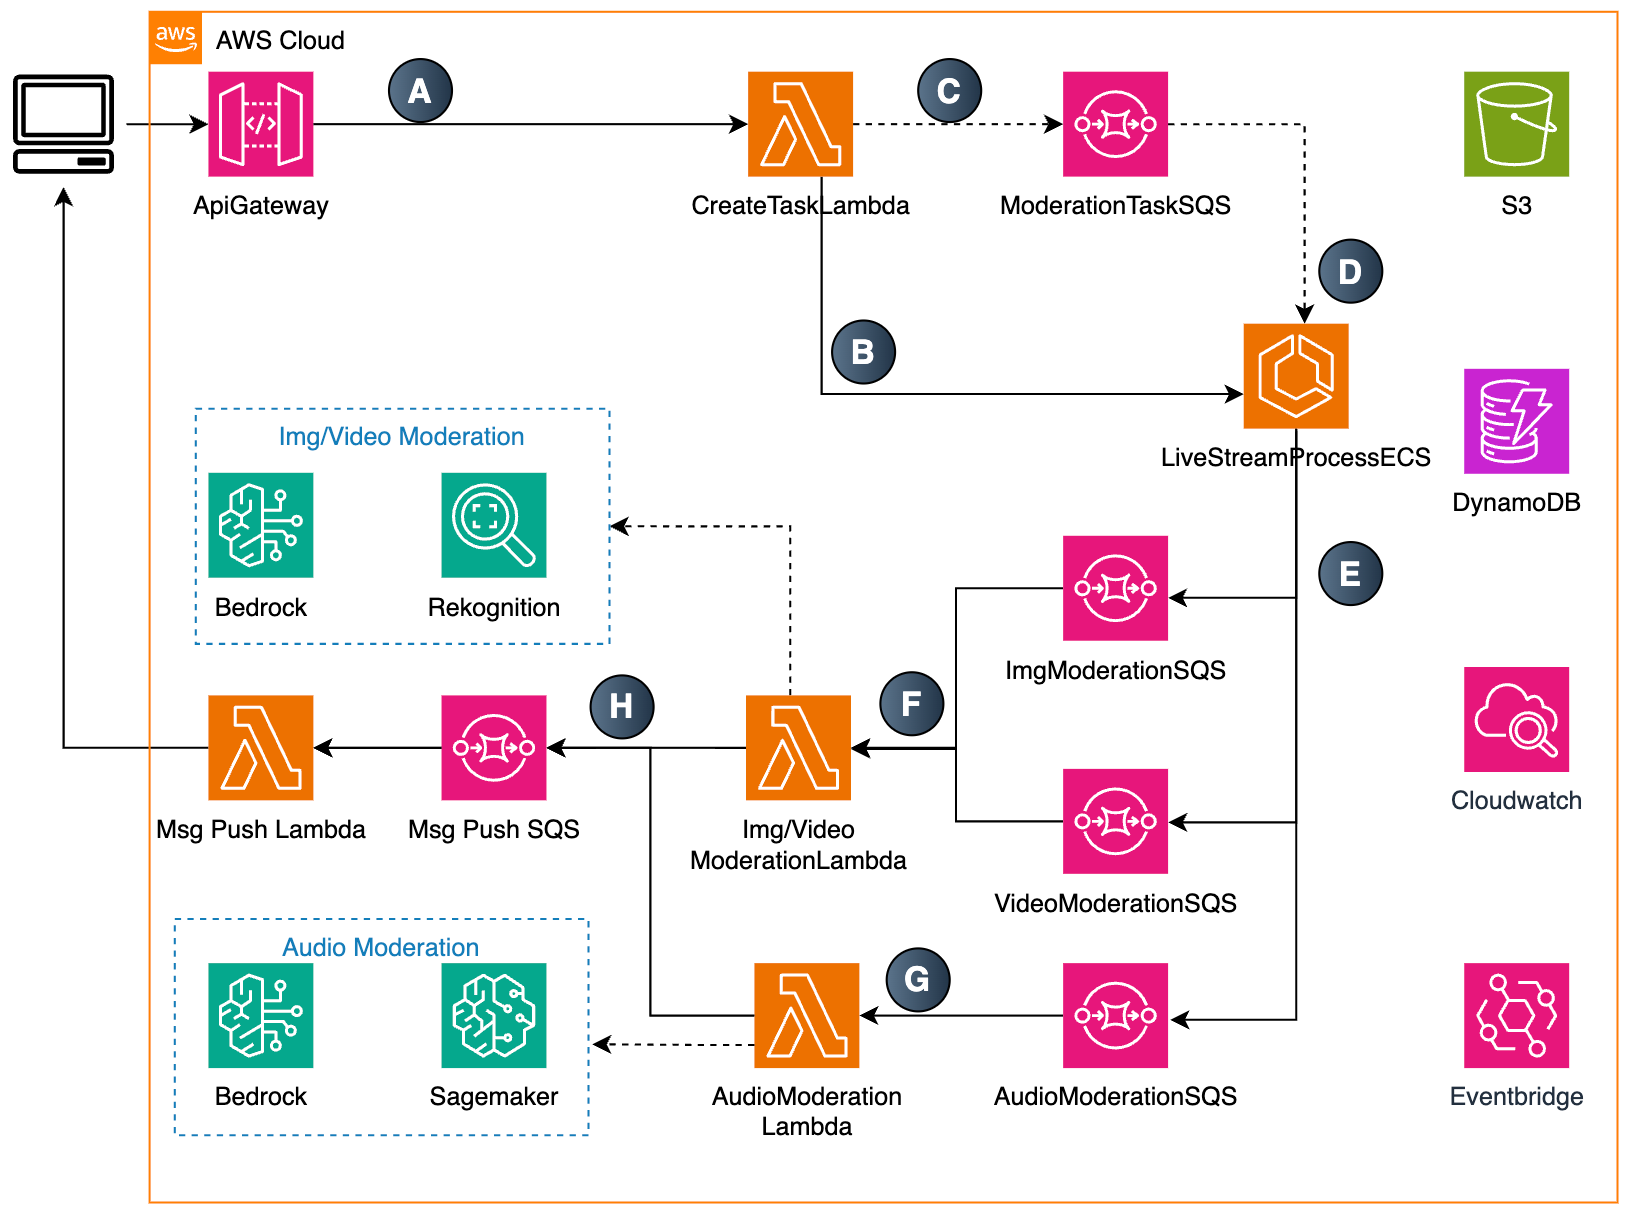 aws
AWS Cloud
A
C
</>
ApiGateway
CreateTaskLambda
ModerationTaskSQS
S3
D
B
Img/Video Moderation
LiveStreamProcessECS
DynamoDB
E
Bedrock
Rekognition
ImgModerationSQS
H
F
Cloudwatch
Msg Push Lambda
Msg Push SQS
Img/Video
ModerationLambda
VideoModerationSQS
Audio Moderation
G
Bedrock
Sagemaker
AudioModeration
Lambda
AudioModerationSQS
Eventbridge